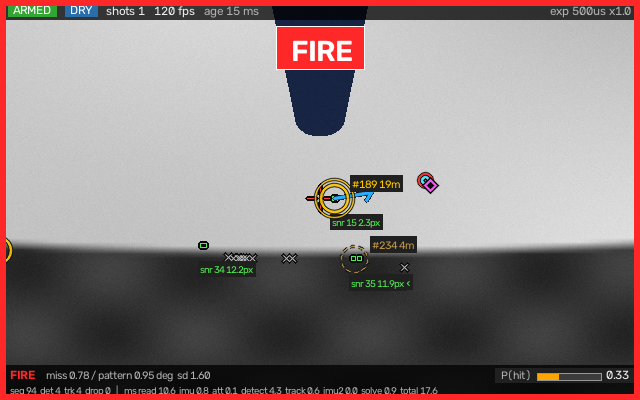 ARMED DRY shots 1 120 fps age 15 ms exp 500us x1.0
FIRE
#189 19m
snr 15 2.3px
#234 4m
snr 34 12.2px
snr 35 11.9px
FIRE miss 0.78 / pattern 0.95 deg sd 1.60 P(hit) 0.33
seq 94 det 4 trk 4 drop 0 | ms read 10.6 imu 0.8 att 0.1 detect 4.3 track 0.6 imu2 0.0 solve 0.9 total 17.6